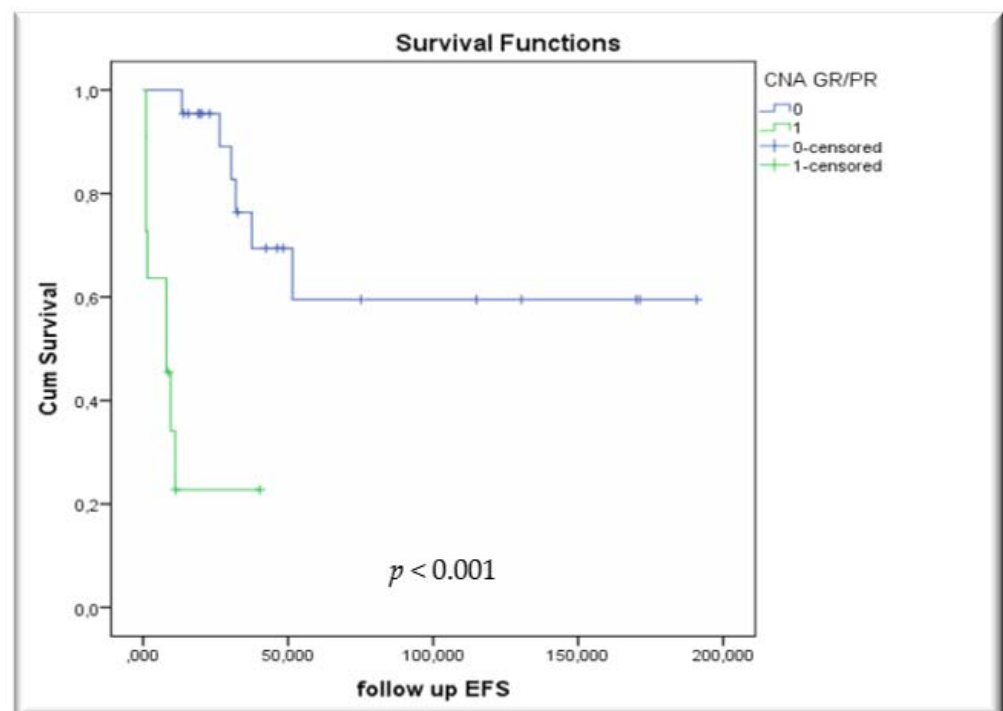 Survival Functions
CNA GR/PR
0
1
0-censored
1-censored
1,0
0,8
0,6
0,4
0,2
0,0
Cum Survival
p < 0.001
,000 50,000 100,000 150,000 200,000
follow up EFS